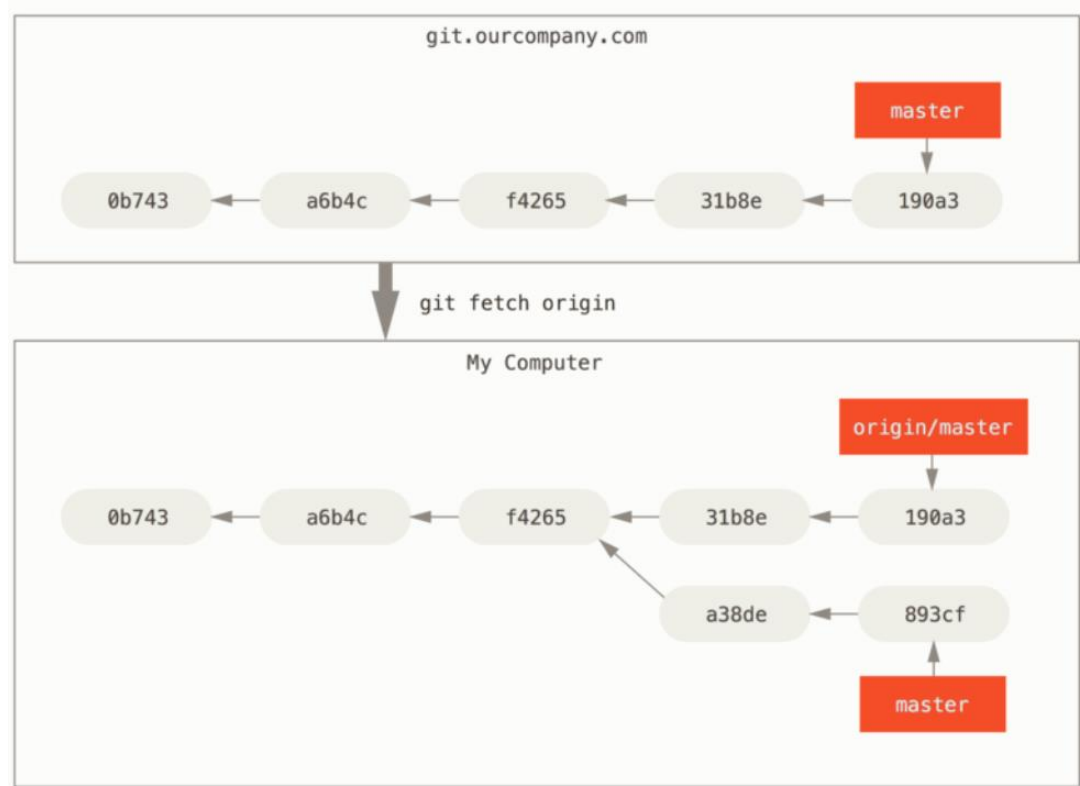 git.ourcompany.com
master
0b743 a6b4c f4265 31b8e 190a3
git fetch origin
My Computer
origin/master
0b743 a6b4c f4265 31b8e 190a3
a38de 893cf
master